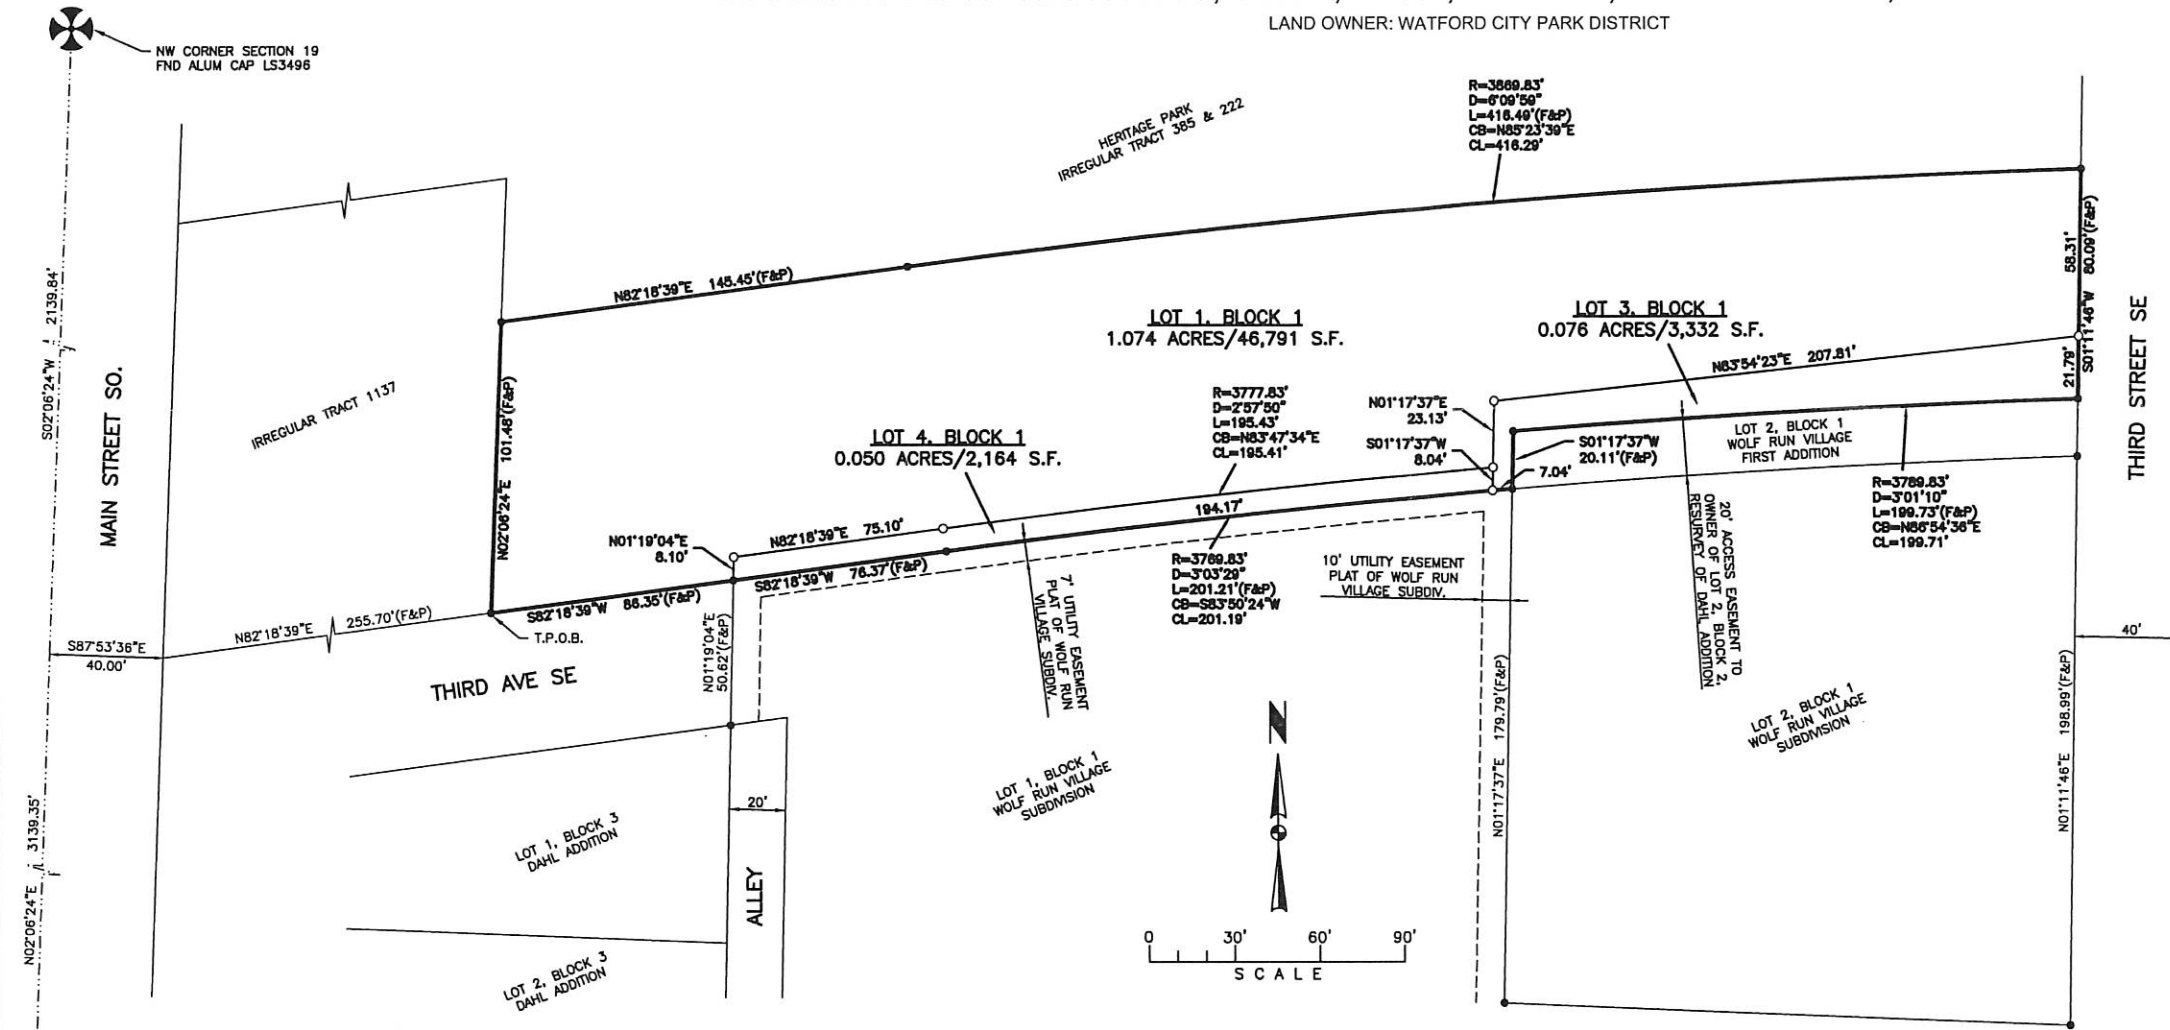 LAND OWNER: WATFORD CITY PARK DISTRICT
NW CORNER SECTION 19
FND ALUM CAP LS3496
HERITAGE PARK
IRREGULAR TRACT 385 & 222
R=3869.83'
D=6°09'59"
L=416.49'(F&P)
CB=N85°23'39"E
CL=416.29'
N82°18'39"E 145.45'(F&P)
58.31'
S01°11'46"W 80.09'(F&P)
21.79'
THIRD STREET SE
S02°06'24"W 2139.84'
MAIN STREET SO.
IRREGULAR TRACT 1137
N02°06'24"E 101.48'(F&P)
LOT 1, BLOCK 1
1.074 ACRES/46,791 S.F.
LOT 3, BLOCK 1
0.076 ACRES/3,332 S.F.
N83°54'23"E 207.81'
R=3777.83'
D=2°57'50"
L=195.43'
CB=N83°47'34"E
CL=195.41'
N01°17'37"E
23.13'
S01°17'37"W
8.04'
S01°17'37"W
20.11'(F&P)
7.04'
LOT 2, BLOCK 1
WOLF RUN VILLAGE
FIRST ADDITION
LOT 4, BLOCK 1
0.050 ACRES/2,164 S.F.
R=3789.83'
D=3°01'10"
L=199.73'(F&P)
CB=N86°54'36"E
CL=199.71'
N01°19'04"E
8.10'
N82°18'39"E 75.10'
194.17'
S82°18'39"W 86.35'(F&P)
S82°18'39"W 76.37'(F&P)
R=3769.83'
D=3°03'29"
L=201.21'(F&P)
CB=S83°50'24"W
CL=201.19'
10' UTILITY EASEMENT
PLAT OF WOLF RUN
VILLAGE SUBDIV.
20' ACCESS EASEMENT TO
OWNER OF LOT 2, BLOCK 2,
RESURVEY OF DAHL ADDITION
7' UTILITY EASEMENT
PLAT OF WOLF RUN
VILLAGE SUBDIV.
N82°18'39"E 255.70'(F&P)
T.P.O.B.
S87°53'36"E
40.00'
THIRD AVE SE
N01°19'04"E
50.62'(F&P)
40'
N01°17'37"E 179.79'(F&P)
N01°11'46"E 198.99'(F&P)
LOT 2, BLOCK 1
WOLF RUN VILLAGE
SUBDIVISION
LOT 1, BLOCK 1
WOLF RUN VILLAGE
SUBDIVISION
N
20'
ALLEY
LOT 1, BLOCK 3
DAHL ADDITION
N02°06'24"E 3139.35'
LOT 2, BLOCK 3
DAHL ADDITION
0 30' 60' 90'
SCALE